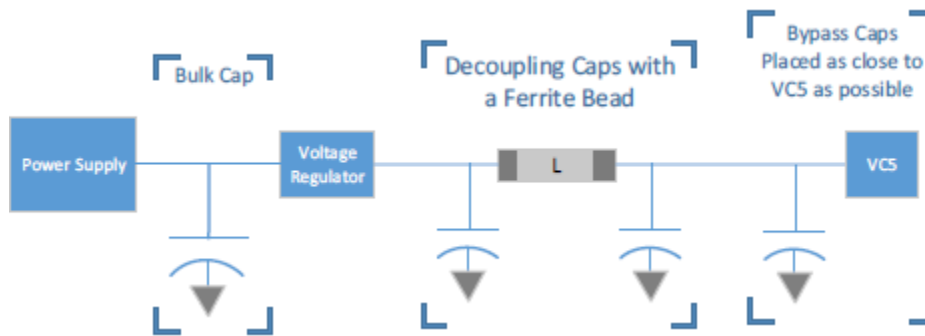 Bulk Cap
Decoupling Caps with
a Ferrite Bead
Bypass Caps
Placed as close to
VC5 as possible
Power Supply
Voltage
Regulator
L
VC5